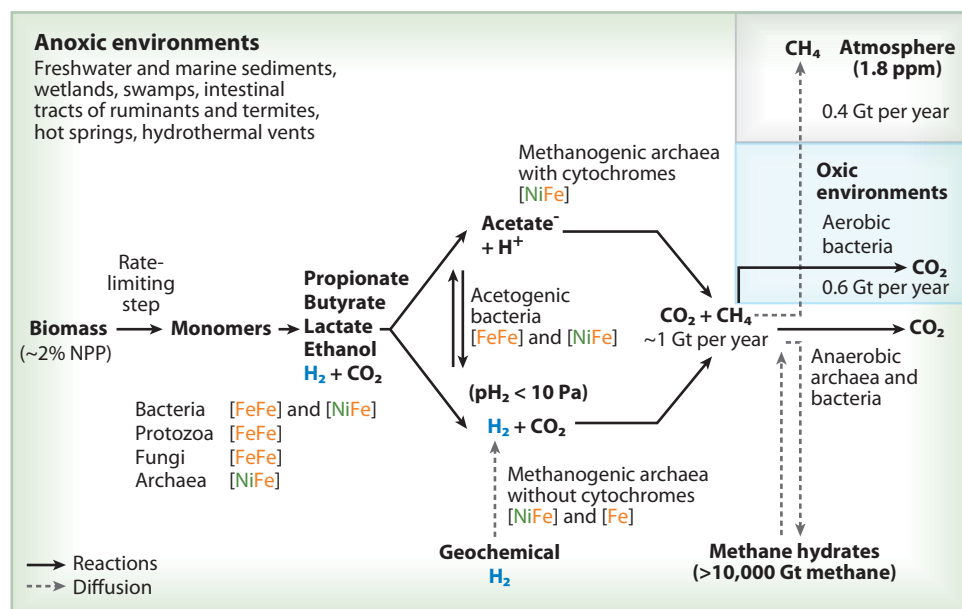 Anoxic environments
Freshwater and marine sediments,
wetlands, swamps, intestinal
tracts of ruminants and termites,
hot springs, hydrothermal vents
CH₄
Atmosphere
(1.8 ppm)
0.4 Gt per year
Oxic
environments
Aerobic
bacteria
CO₂
0.6 Gt per year
Methanogenic archaea
with cytochromes
[NiFe]
Acetate⁻
+ H⁺
Rate-
limiting
step
Biomass
(~2% NPP)
Monomers
Propionate
Butyrate
Lactate
Ethanol
H₂ + CO₂
Acetogenic
bacteria
[FeFe] and [NiFe]
CO₂ + CH₄
~1 Gt per year
CO₂
Anaerobic
archaea and
bacteria
(pH₂ < 10 Pa)
H₂ + CO₂
Bacteria [FeFe] and [NiFe]
Protozoa [FeFe]
Fungi [FeFe]
Archaea [NiFe]
Methanogenic archaea
without cytochromes
[NiFe] and [Fe]
Geochemical
H₂
Methane hydrates
(>10,000 Gt methane)
Reactions
Diffusion